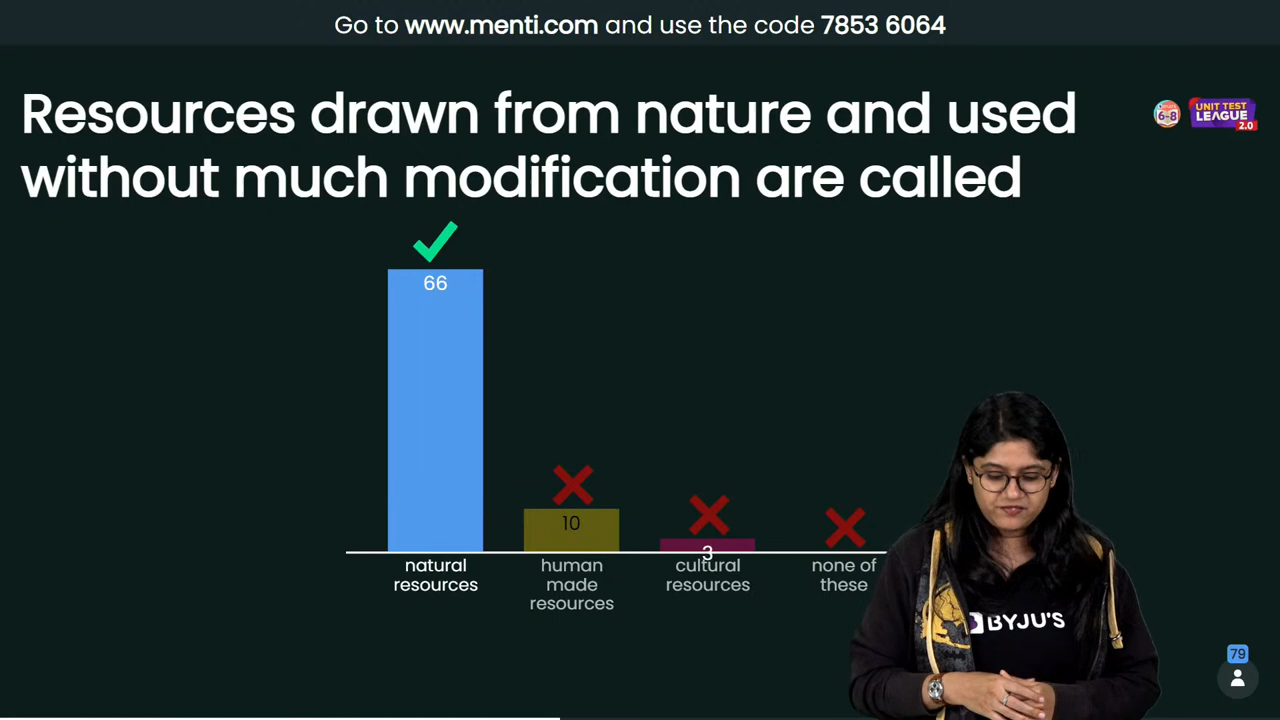 Go to www.menti.com and use the code 7853 6064
Resources drawn from nature and used
without much modification are called
6-8
UNIT TEST
LEAGUE
2.0
66
10
3
natural
resources
human
made
resources
cultural
resources
none of
these
BYJU'S
79